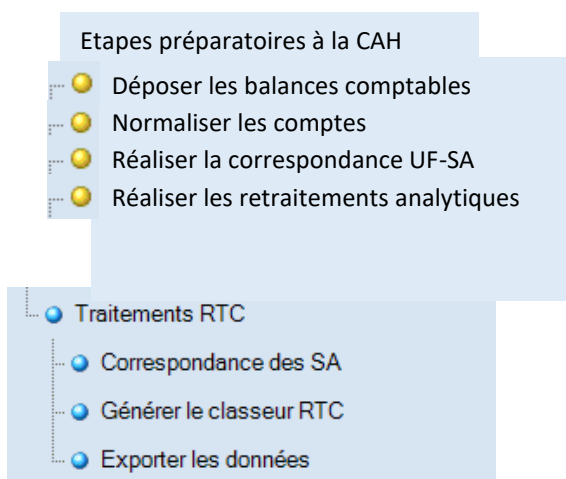 Etapes préparatoires à la CAH
Déposer les balances comptables
Normaliser les comptes
Réaliser la correspondance UF-SA
Réaliser les retraitements analytiques
Traitements RTC
Correspondance des SA
Générer le classeur RTC
Exporter les données